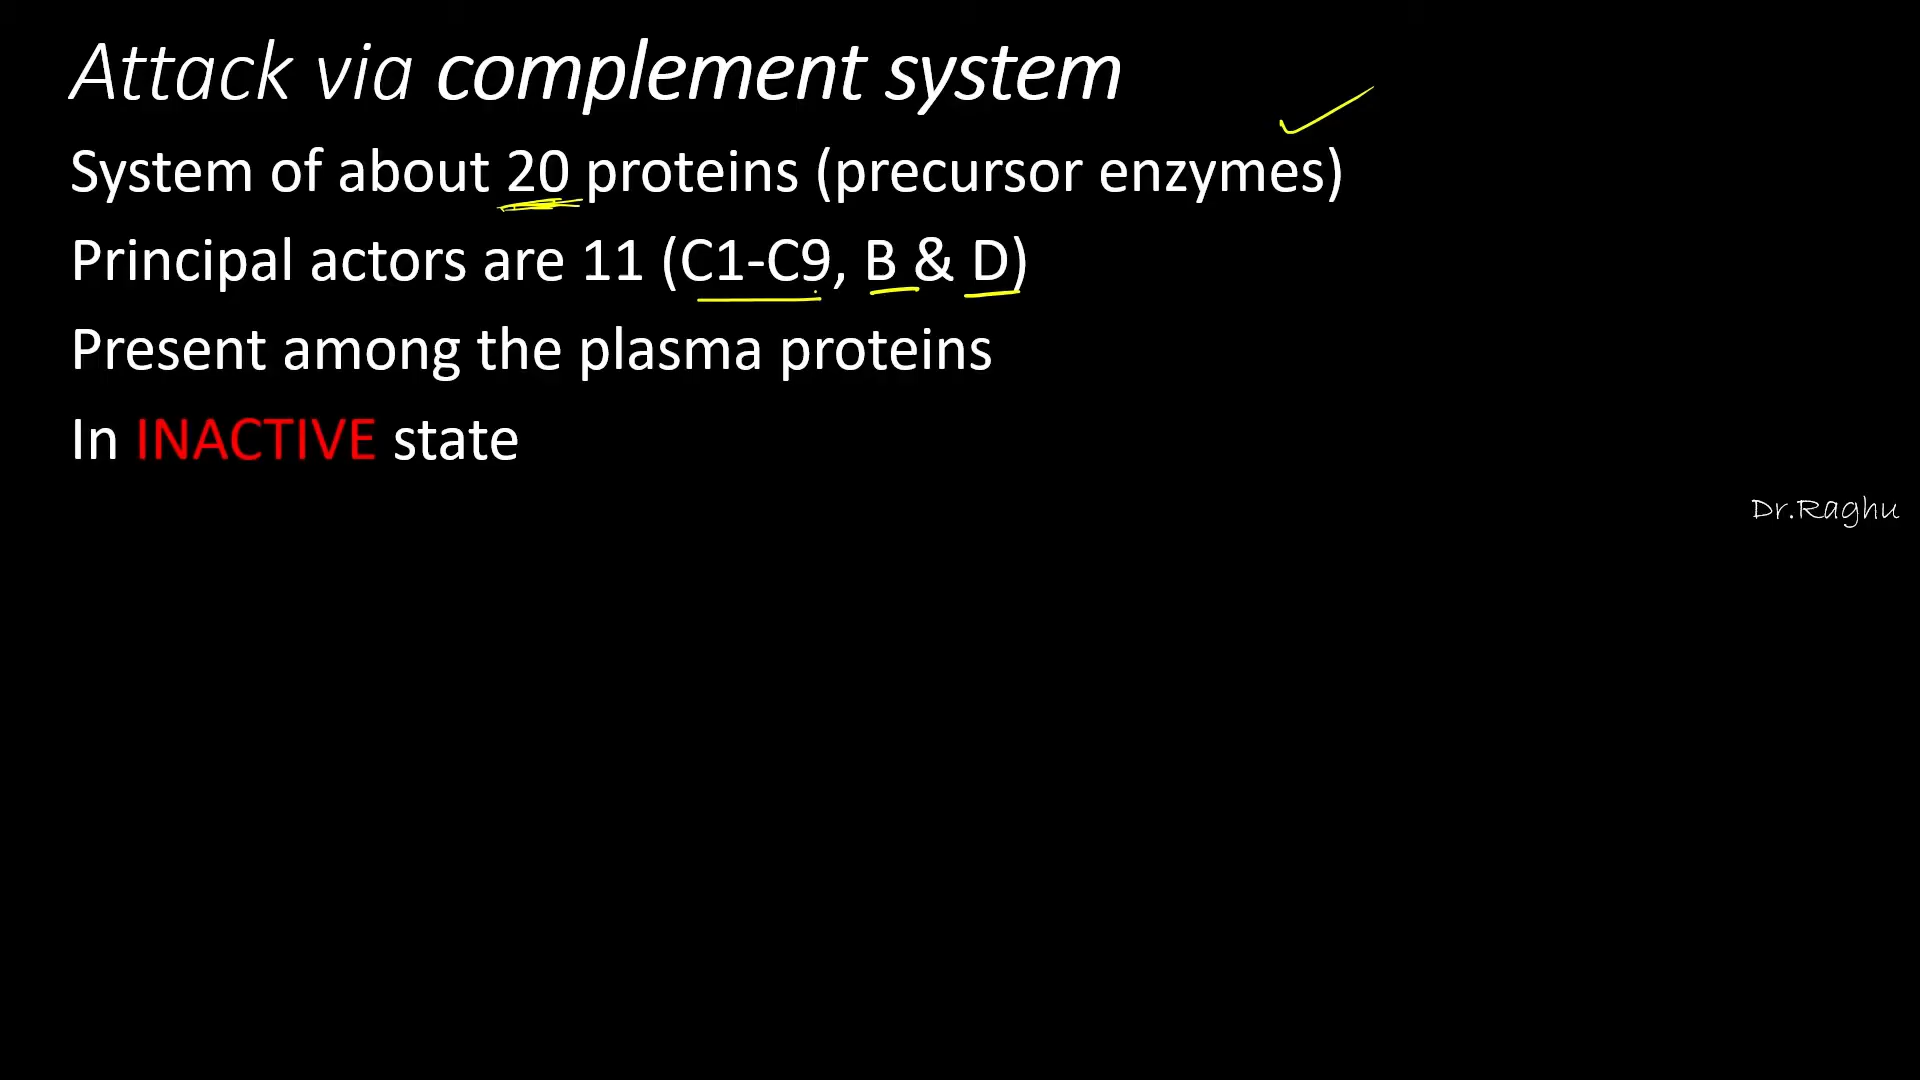 Attack via complement system
System of about 20 proteins (precursor enzymes)
Principal actors are 11 (C1-C9, B & D)
Present among the plasma proteins
In INACTIVE state
Dr.Raghu